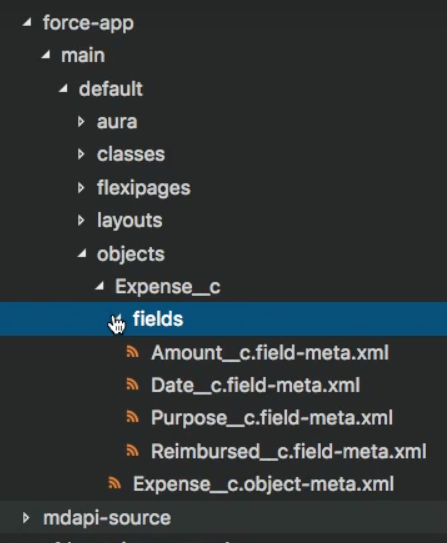 force-app
main
default
aura
classes
flexipages
layouts
objects
Expense__c
fields
Amount__c.field-meta.xml
Date__c.field-meta.xml
Purpose__c.field-meta.xml
Reimbursed__c.field-meta.xml
Expense__c.object-meta.xml
mdapi-source